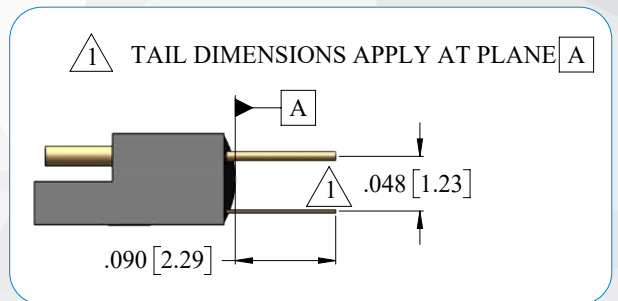 1 TAIL DIMENSIONS APPLY AT PLANE A
A
1
.048 [1.23]
.090 [2.29]